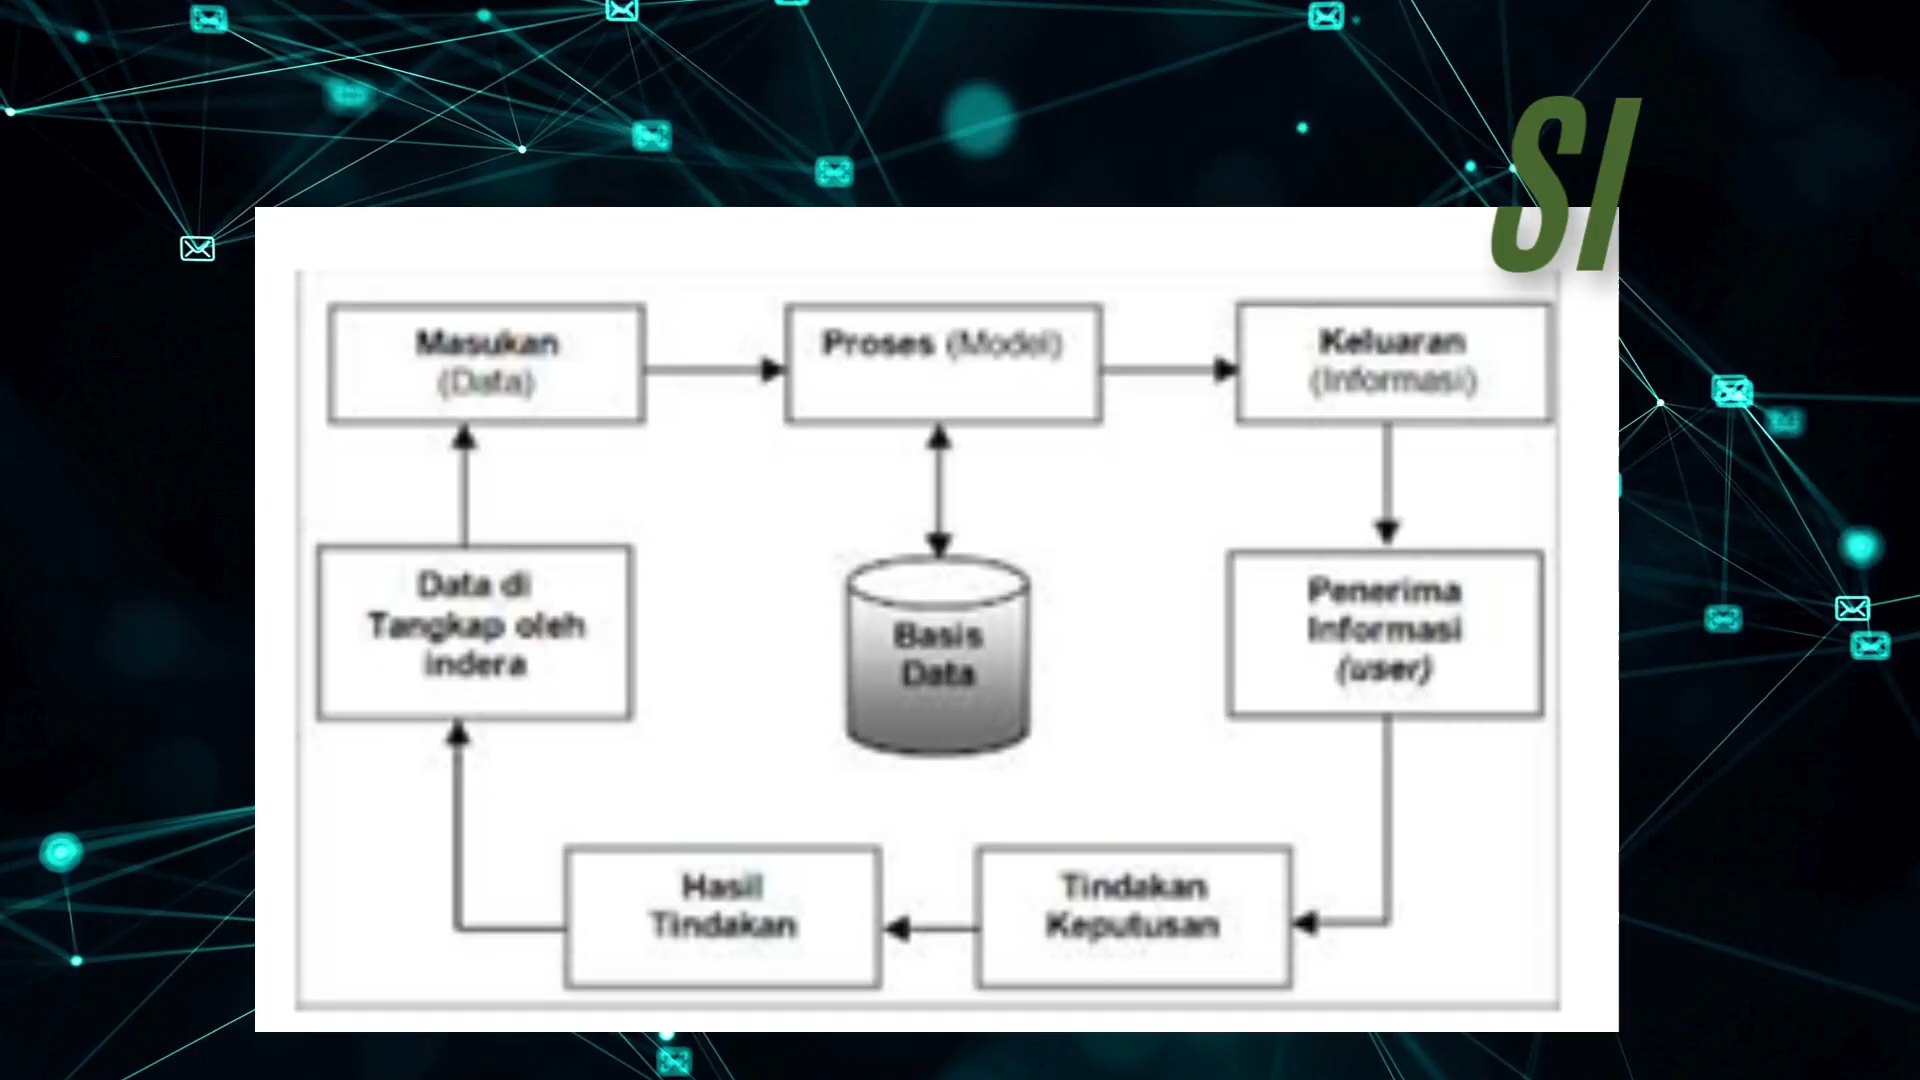 SI
Masukan
(Data)
Proses (Model)
Keluaran
(Informasi)
Data di
Tangkap oleh
indera
Basis
Data
Penerima
Informasi
(user)
Hasil
Tindakan
Tindakan
Keputusan